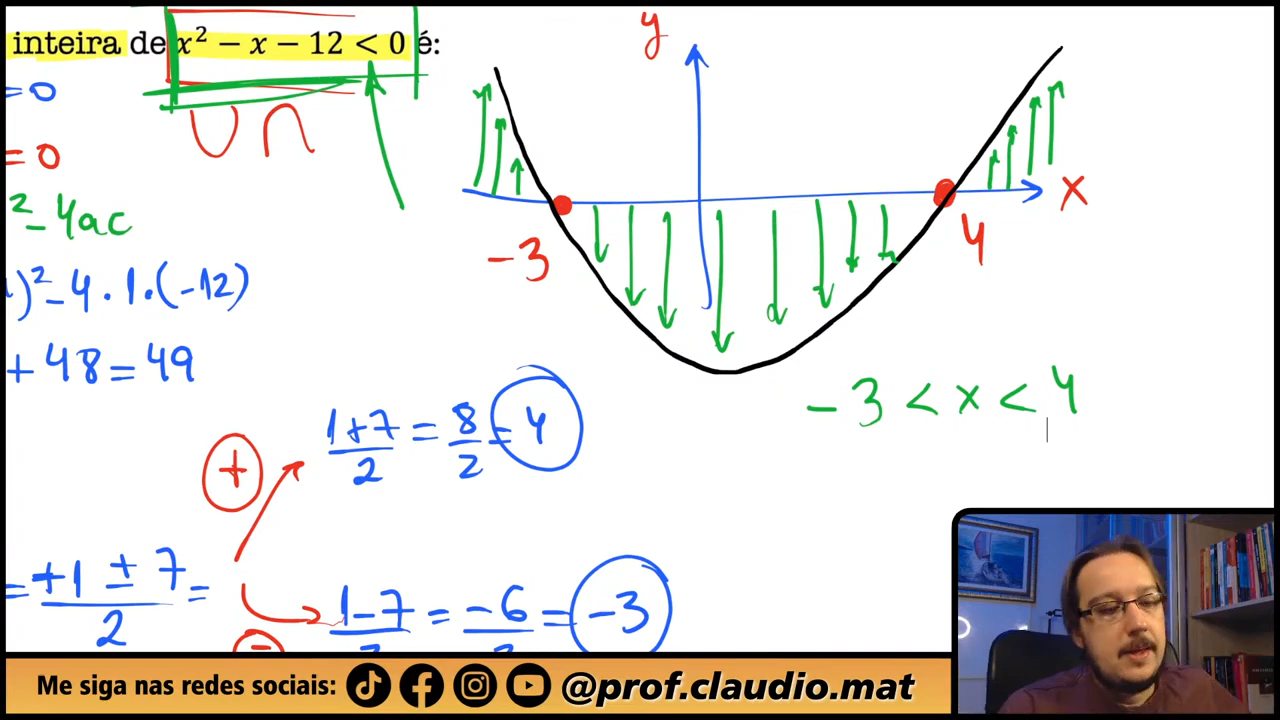 inteira de x² − x − 12 < 0 é:
= 0
= 0
∪ ∩
² − 4ac
)² − 4 · 1 · (−12)
+ 48 = 49
y
x
−3
4
−3 < x < 4
+
1+7/2 = 8/2 = 4
= +1 ± 7/2 =
−
1−7 = −6 = −3
Me siga nas redes sociais: @prof.claudio.mat